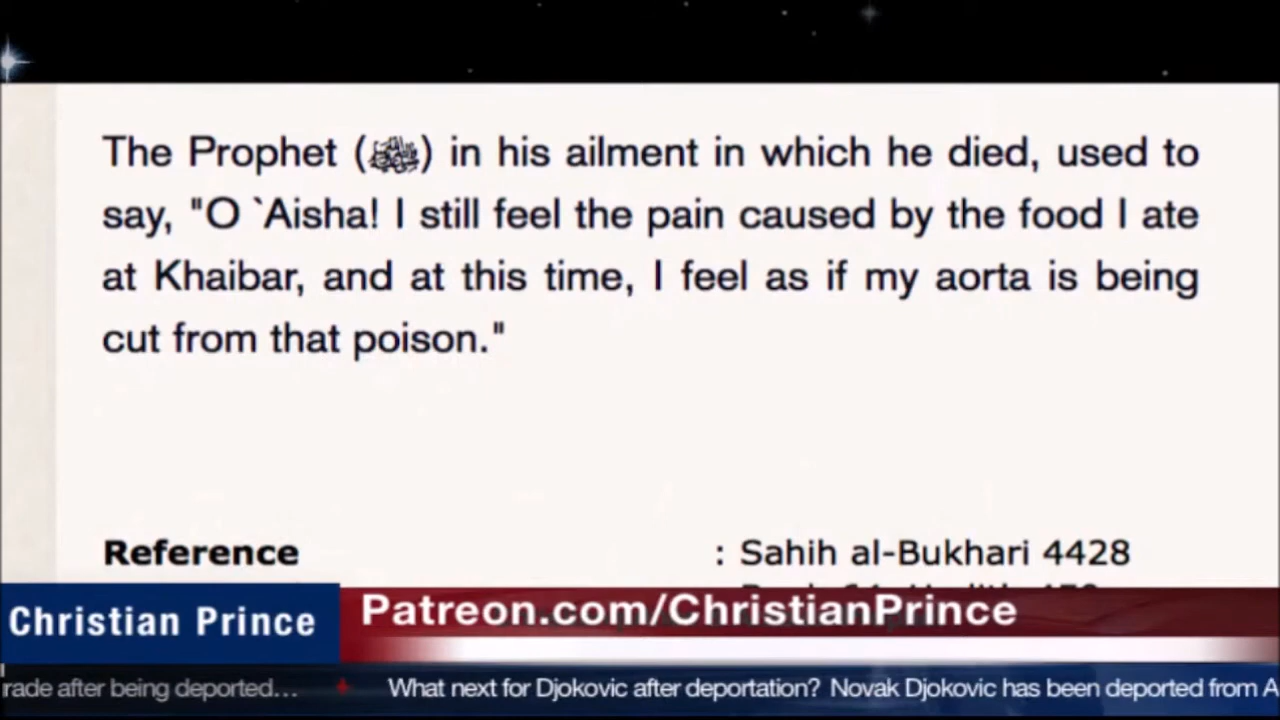 The Prophet (ﷺ) in his ailment in which he died, used to
say, "O `Aisha! I still feel the pain caused by the food I ate
at Khaibar, and at this time, I feel as if my aorta is being
cut from that poison."
Reference : Sahih al-Bukhari 4428
Christian Prince
Patreon.com/ChristianPrince
rade after being deported... What next for Djokovic after deportation? Novak Djokovic has been deported from A